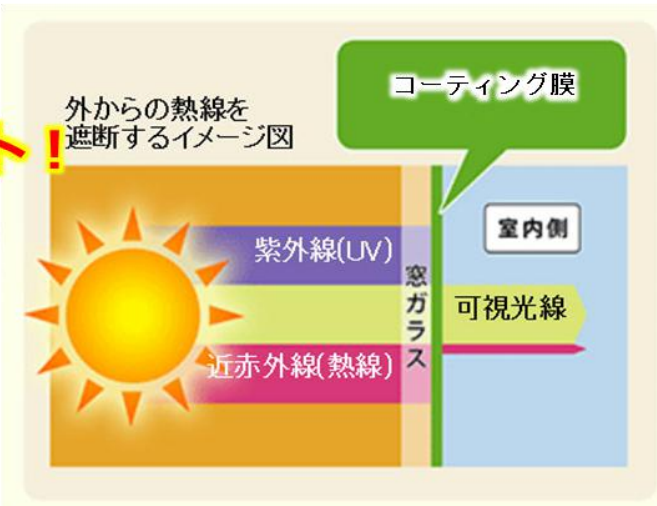 コーティング膜
外からの熱線を
遮断するイメージ図
ト！
室内側
紫外線(UV)
窓ガラス
可視光線
近赤外線(熱線)